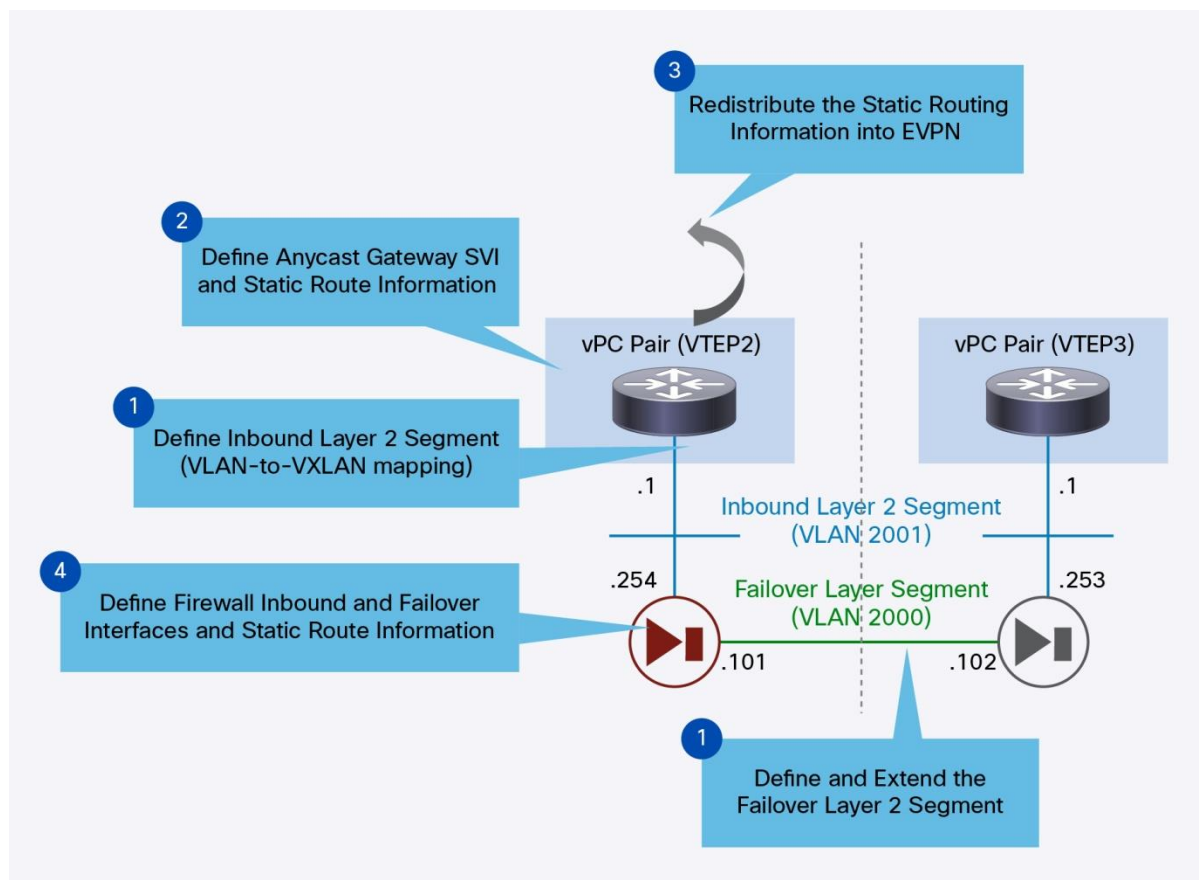 3
Redistribute the Static Routing
Information into EVPN
2
Define Anycast Gateway SVI
and Static Route Information
vPC Pair (VTEP2)
vPC Pair (VTEP3)
1
Define Inbound Layer 2 Segment
(VLAN-to-VXLAN mapping)
.1
.1
Inbound Layer 2 Segment
(VLAN 2001)
4
Define Firewall Inbound and Failover
Interfaces and Static Route Information
.254
.253
Failover Layer Segment
(VLAN 2000)
.101
.102
1
Define and Extend the
Failover Layer 2 Segment